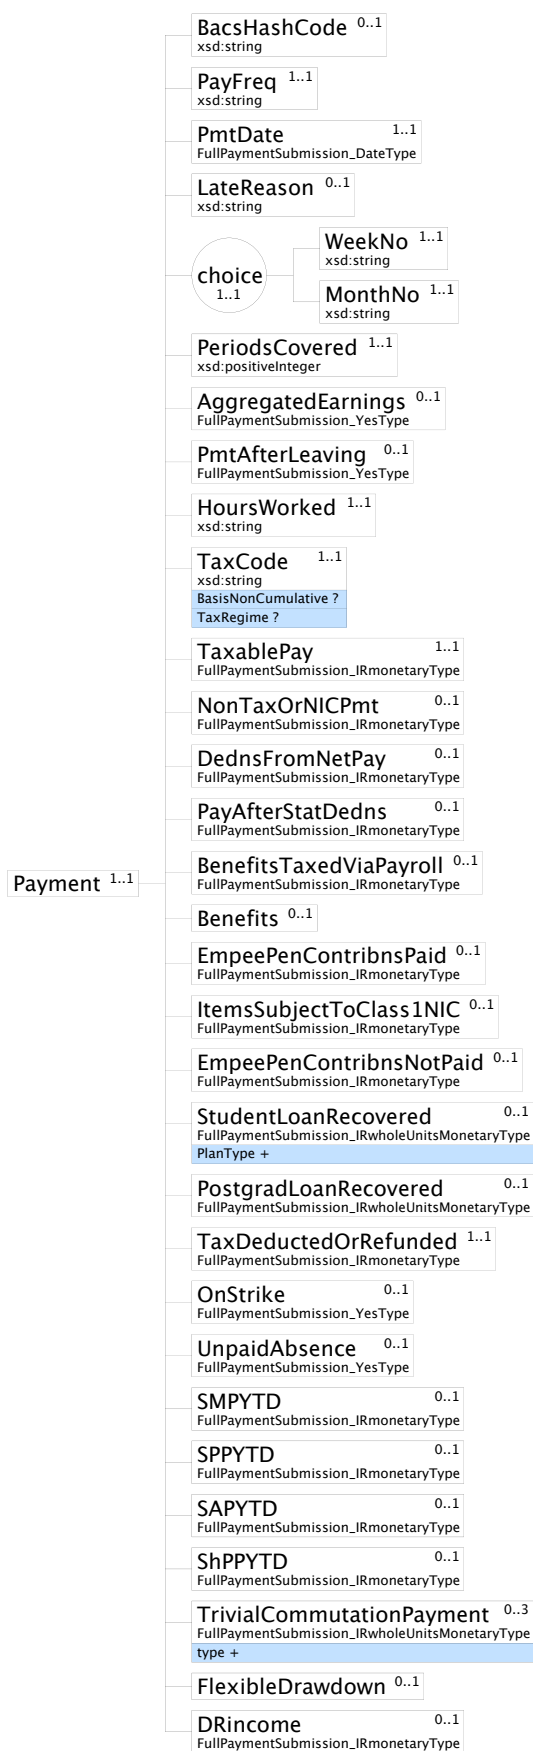 BacsHashCode 0..1
xsd:string
PayFreq 1..1
xsd:string
PmtDate 1..1
FullPaymentSubmission_DateType
LateReason 0..1
xsd:string
choice
1..1
WeekNo 1..1
xsd:string
MonthNo 1..1
xsd:string
PeriodsCovered 1..1
xsd:positiveInteger
AggregatedEarnings 0..1
FullPaymentSubmission_YesType
PmtAfterLeaving 0..1
FullPaymentSubmission_YesType
HoursWorked 1..1
xsd:string
TaxCode 1..1
xsd:string
BasisNonCumulative ?
TaxRegime ?
TaxablePay 1..1
FullPaymentSubmission_IRmonetaryType
NonTaxOrNICPmt 0..1
FullPaymentSubmission_IRmonetaryType
DednsFromNetPay 0..1
FullPaymentSubmission_IRmonetaryType
PayAfterStatDedns 0..1
FullPaymentSubmission_IRmonetaryType
Payment 1..1
BenefitsTaxedViaPayroll 0..1
FullPaymentSubmission_IRmonetaryType
Benefits 0..1
EmpeePenContribnsPaid 0..1
FullPaymentSubmission_IRmonetaryType
ItemsSubjectToClass1NIC 0..1
FullPaymentSubmission_IRmonetaryType
EmpeePenContribnsNotPaid 0..1
FullPaymentSubmission_IRmonetaryType
StudentLoanRecovered 0..1
FullPaymentSubmission_IRwholeUnitsMonetaryType
PlanType +
PostgradLoanRecovered 0..1
FullPaymentSubmission_IRwholeUnitsMonetaryType
TaxDeductedOrRefunded 1..1
FullPaymentSubmission_IRmonetaryType
OnStrike 0..1
FullPaymentSubmission_YesType
UnpaidAbsence 0..1
FullPaymentSubmission_YesType
SMPYTD 0..1
FullPaymentSubmission_IRmonetaryType
SPPYTD 0..1
FullPaymentSubmission_IRmonetaryType
SAPYTD 0..1
FullPaymentSubmission_IRmonetaryType
ShPPYTD 0..1
FullPaymentSubmission_IRmonetaryType
TrivialCommutationPayment 0..3
FullPaymentSubmission_IRwholeUnitsMonetaryType
type +
FlexibleDrawdown 0..1
DRincome 0..1
FullPaymentSubmission_IRmonetaryType